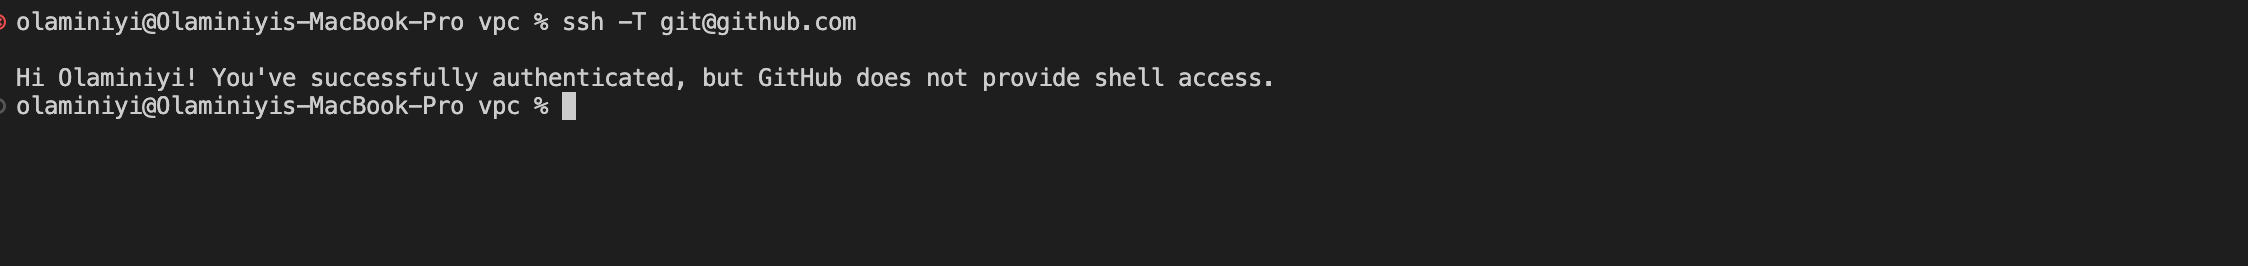 olaminiyi@Olaminiyis-MacBook-Pro vpc % ssh -T git@github.com
Hi Olaminiyi! You've successfully authenticated, but GitHub does not provide shell access.
olaminiyi@Olaminiyis-MacBook-Pro vpc %